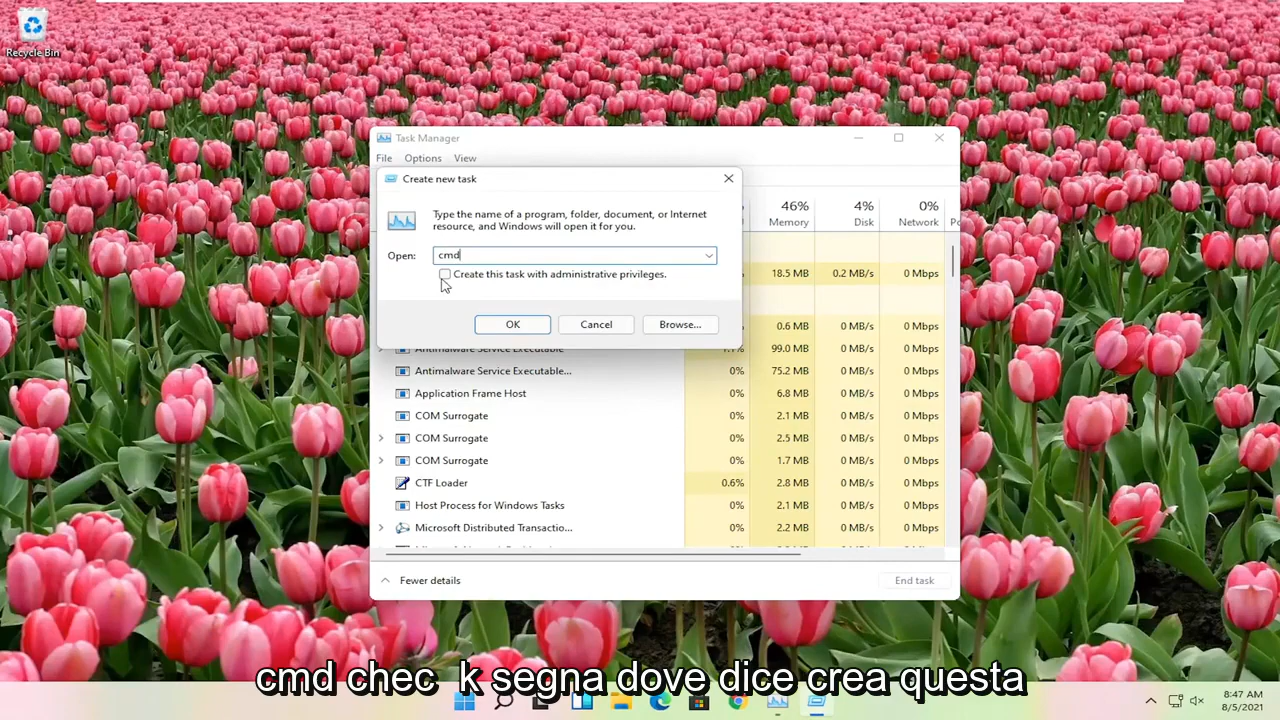 Recycle Bin
Task Manager
File Options View
Create new task
Type the name of a program, folder, document, or Internet
resource, and Windows will open it for you.
Open: cmd
Create this task with administrative privileges.
OK Cancel Browse...
46% 4% 0%
Memory Disk Network
18.5 MB 0.2 MB/s 0 Mbps
0.6 MB 0 MB/s 0 Mbps
Antimalware Service Executable 1.1% 99.0 MB 0 MB/s 0 Mbps
Antimalware Service Executable... 0% 75.2 MB 0 MB/s 0 Mbps
Application Frame Host 0% 6.8 MB 0 MB/s 0 Mbps
COM Surrogate 0% 2.1 MB 0 MB/s 0 Mbps
COM Surrogate 0% 2.5 MB 0 MB/s 0 Mbps
COM Surrogate 0% 1.7 MB 0 MB/s 0 Mbps
CTF Loader 0.6% 2.8 MB 0 MB/s 0 Mbps
Host Process for Windows Tasks 0% 2.1 MB 0 MB/s 0 Mbps
Microsoft Distributed Transactio... 0% 2.2 MB 0 MB/s 0 Mbps
Fewer details End task
cmd chec k segna dove dice crea questa
8:47 AM
8/5/2021